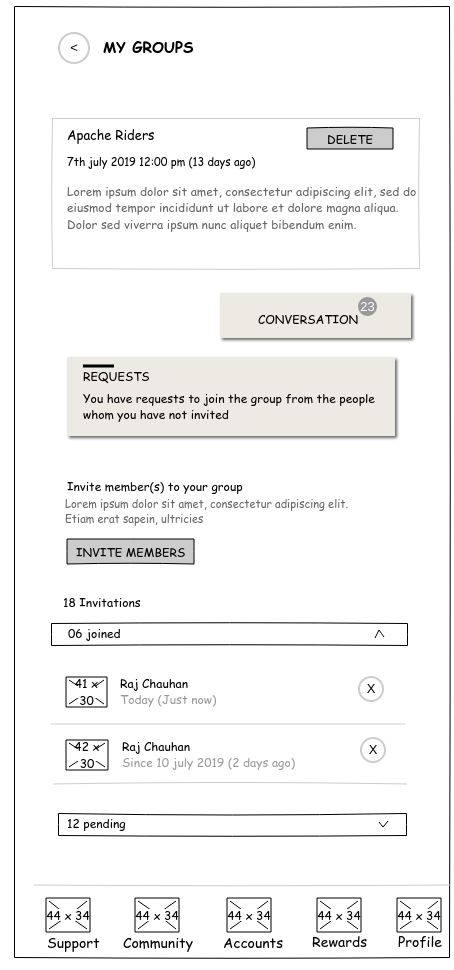 < MY GROUPS
Apache Riders
DELETE
7th july 2019 12:00 pm (13 days ago)
Lorem ipsum dolor sit amet, consectetur adipiscing elit, sed do
eiusmod tempor incididunt ut labore et dolore magna aliqua.
Dolor sed viverra ipsum nunc aliquet bibendum enim.
CONVERSATION 23
REQUESTS
You have requests to join the group from the people
whom you have not invited
Invite member(s) to your group
Lorem ipsum dolor sit amet, consectetur adipiscing elit.
Etiam erat sapein, ultricies
INVITE MEMBERS
18 Invitations
06 joined
41 x
30
Raj Chauhan
Today (Just now)
X
42 x
30
Raj Chauhan
Since 10 july 2019 (2 days ago)
X
12 pending
44 x 34 44 x 34 44 x 34 44 x 34 44 x 34
Support Community Accounts Rewards Profile